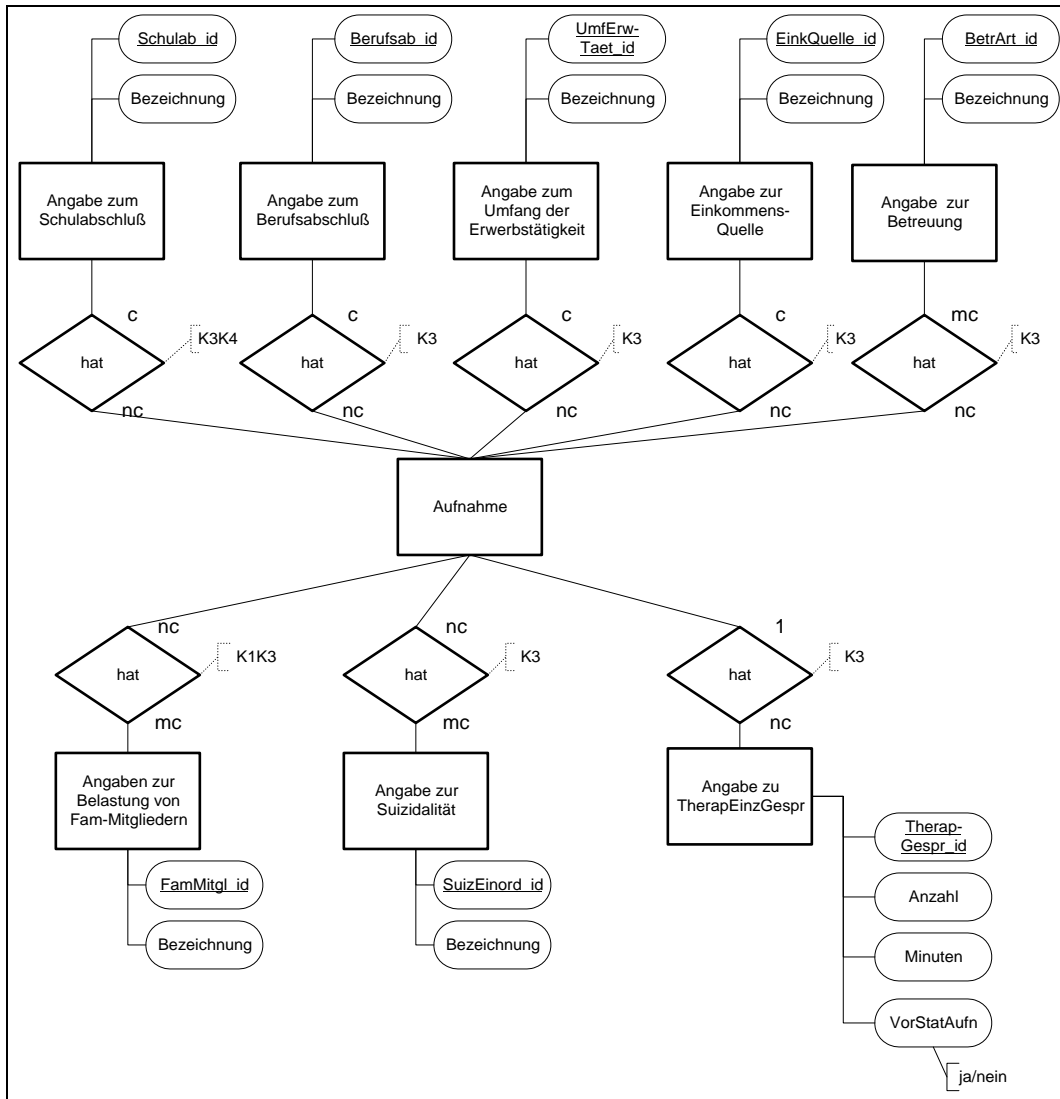 Schulab_id
Berufsab_id
UmfErw-
Taet_id
EinkQuelle_id
BetrArt_id
Bezeichnung
Bezeichnung
Bezeichnung
Bezeichnung
Bezeichnung
Angabe zum
Schulabschluß
Angabe zum
Berufsabschluß
Angabe zum
Umfang der
Erwerbstätigkeit
Angabe zur
Einkommens-
Quelle
Angabe zur
Betreuung
c
c
c
c
mc
K3K4
K3
K3
K3
K3
hat
hat
hat
hat
hat
nc
nc
nc
nc
nc
Aufnahme
nc
nc
1
K1K3
K3
K3
hat
hat
hat
mc
mc
nc
Angaben zur
Belastung von
Fam-Mitgliedern
Angabe zur
Suizidalität
Angabe zu
TherapEinzGespr
FamMitgl_id
Bezeichnung
SuizEinord_id
Bezeichnung
Therap-
Gespr_id
Anzahl
Minuten
VorStatAufn
ja/nein